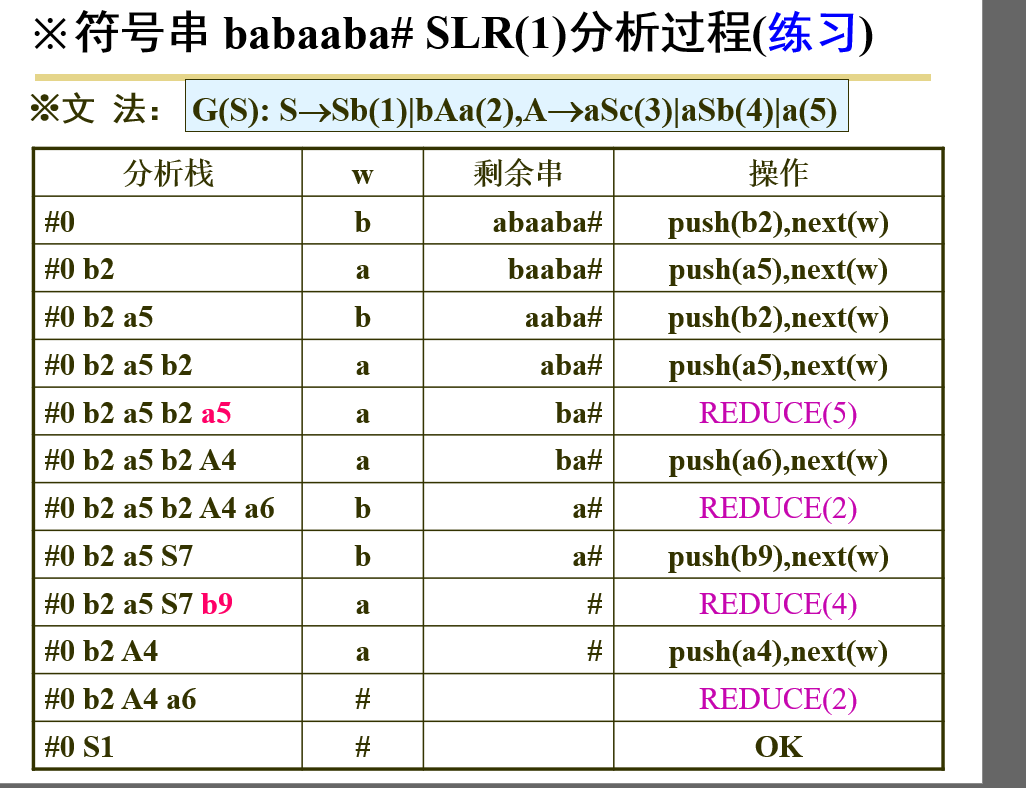 ※符号串 babaaba# SLR(1)分析过程(练习)
※文 法： G(S): S→Sb(1)|bAa(2),A→aSc(3)|aSb(4)|a(5)
分析栈 w 剩余串 操作
#0 b abaaba# push(b2),next(w)
#0 b2 a baaba# push(a5),next(w)
#0 b2 a5 b aaba# push(b2),next(w)
#0 b2 a5 b2 a aba# push(a5),next(w)
#0 b2 a5 b2 a5 a ba# REDUCE(5)
#0 b2 a5 b2 A4 a ba# push(a6),next(w)
#0 b2 a5 b2 A4 a6 b a# REDUCE(2)
#0 b2 a5 S7 b a# push(b9),next(w)
#0 b2 a5 S7 b9 a # REDUCE(4)
#0 b2 A4 a # push(a4),next(w)
#0 b2 A4 a6 # REDUCE(2)
#0 S1 # OK